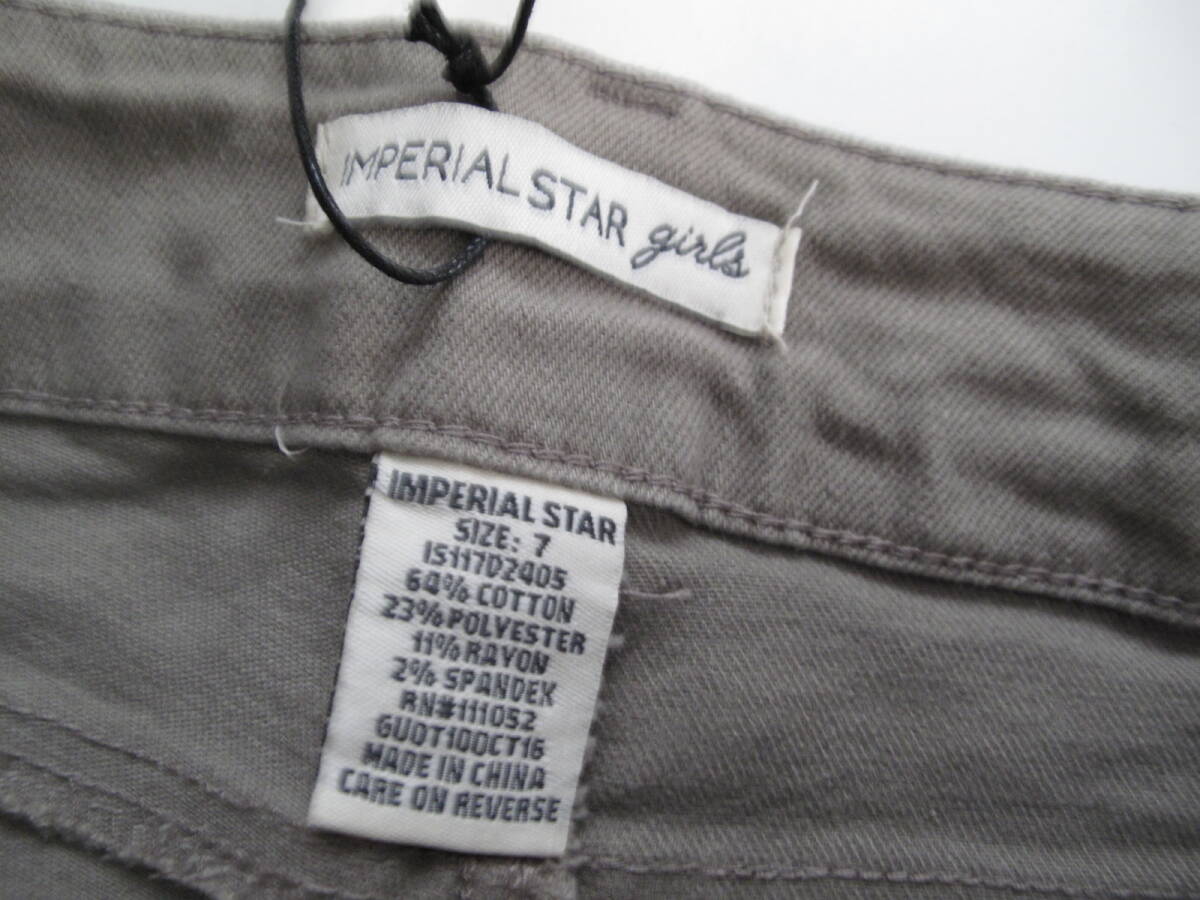 IMPERIAL STAR girls
IMPERIAL STAR
SIZE: 7
IS117D2405
64% COTTON
23% POLYESTER
11% RAYON
2% SPANDEX
RN#111052
GUOT10OCT16
MADE IN CHINA
CARE ON REVERSE